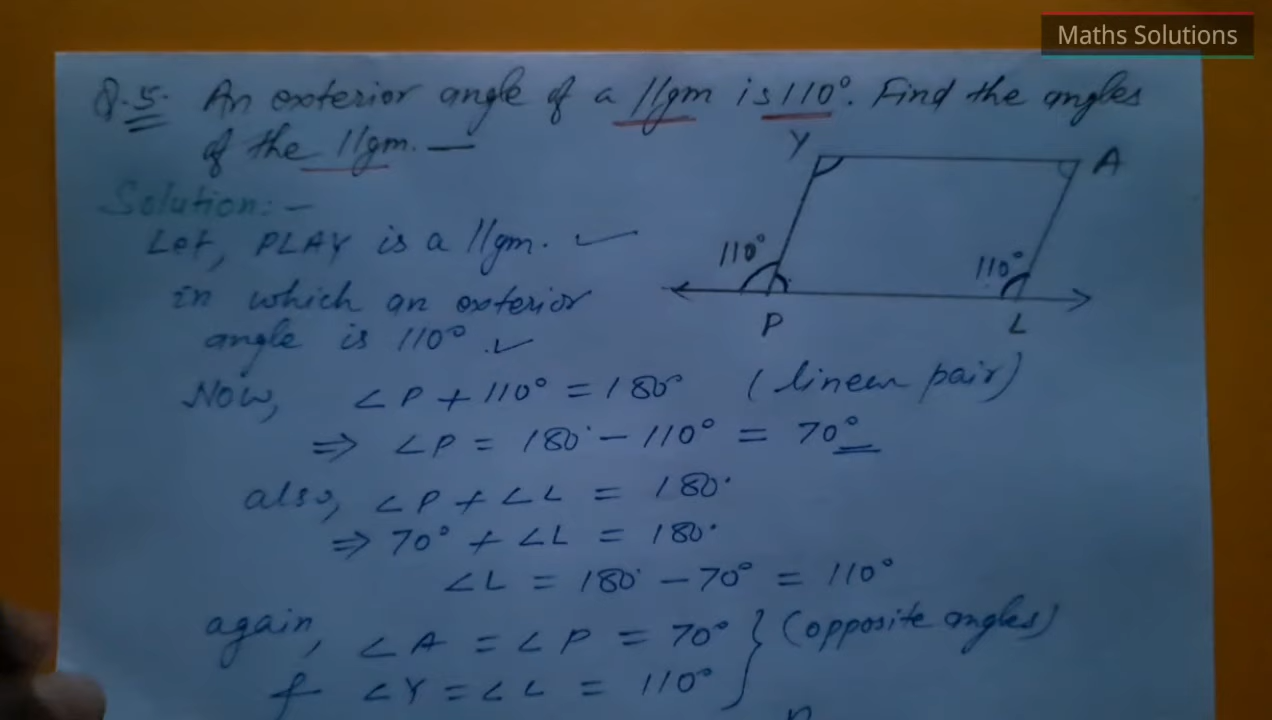 Maths Solutions
Q.5. An exterior angle of a //gm is 110°. Find the angles
of the //gm. —
Solution:-
Let, PLAY is a //gm. ✓
in which an exterior
angle is 110° ✓
Y
A
110°
110°
P
L
Now, ∠P + 110° = 180° (linear pair)
⇒ ∠P = 180° - 110° = 70°
also, ∠P + ∠L = 180°
⇒ 70° + ∠L = 180°
∠L = 180° - 70° = 110°
again, ∠A = ∠P = 70° } (opposite angles)
f ∠Y = ∠L = 110°